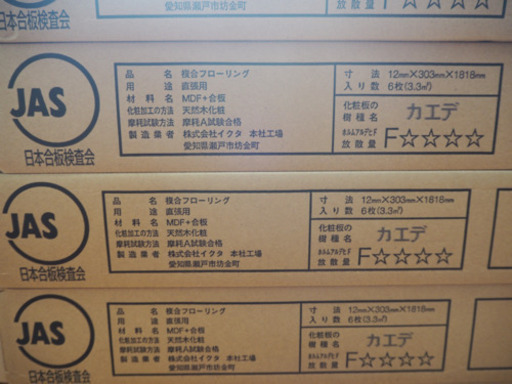 愛知県瀬戸市坊金町
放散量
日本合板検査会
JAS
日本合板検査会
品 名 複合フローリング
用 途 直張用
材 料 名 MDF+合板
化粧加工の方法 天然木化粧
摩耗試験方法 摩耗A試験合格
製造業者 株式会社イクタ 本社工場
愛知県瀬戸市坊金町
寸 法 12mm×303mm×1818mm
入り数 6枚(3.3㎡)
化粧板の樹種名 カエデ
ホルムアルデヒド放散量 F☆☆☆☆
JAS
日本合板検査会
品 名 複合フローリング
用 途 直張用
材 料 名 MDF+合板
化粧加工の方法 天然木化粧
摩耗試験方法 摩耗A試験合格
製造業者 株式会社イクタ 本社工場
愛知県瀬戸市坊金町
寸 法 12mm×303mm×1818mm
入り数 6枚(3.3㎡)
化粧板の樹種名 カエデ
ホルムアルデヒド放散量 F☆☆☆☆
JAS
日本合板検査会
品 名 複合フローリング
用 途 直張用
材 料 名 MDF+合板
化粧加工の方法 天然木化粧
摩耗試験方法 摩耗A試験合格
製造業者 株式会社イクタ 本社工場
愛知県瀬戸市坊金町
寸 法 12mm×303mm×1818mm
入り数 6枚(3.3㎡)
化粧板の樹種名 カエデ
ホルムアルデヒド放散量 F☆☆☆☆